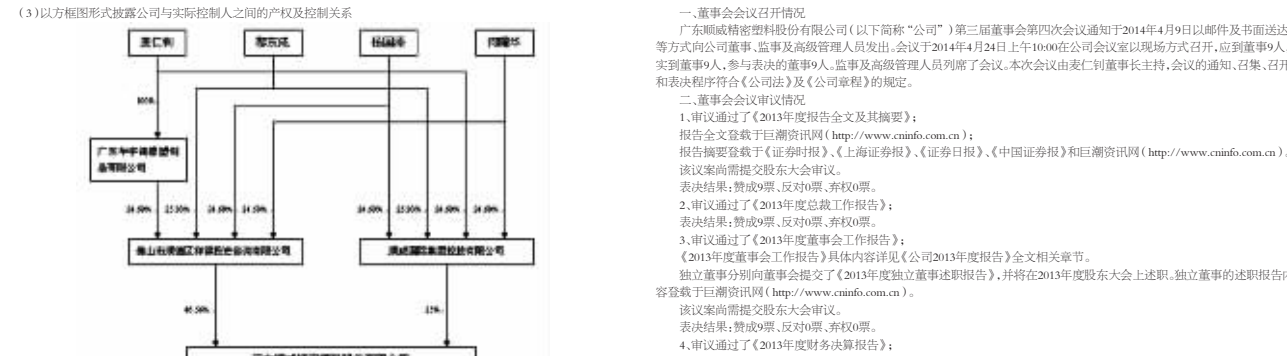 (3)以方框图形式披露公司与实际控制人之间的产权及控制关系
麦仁钊
杨国添
何曙华
100%
24.50%
25%
一、董事会会议召开情况
广东顺威精密塑料股份有限公司(以下简称“公司”)第三届董事会第四次会议通知于2014年4月9日以邮件及书面送达
等方式向公司董事、监事及高级管理人员发出。会议于2014年4月24日上午10:00在公司会议室以现场方式召开,应到董事9人,
实到董事9人,参与表决的董事9人。监事及高级管理人员列席了会议。本次会议由麦仁钊董事长主持,会议的通知、召集、召开
和表决程序符合《公司法》及《公司章程》的规定。
二、董事会会议审议情况
1、审议通过了《2013年度报告全文及其摘要》;
报告全文登载于巨潮资讯网(http://www.cninfo.com.cn);
报告摘要登载于《证券时报》、《上海证券报》、《证券日报》、《中国证券报》和巨潮资讯网(http://www.cninfo.com.cn)。
该议案尚需提交股东大会审议。
表决结果:赞成9票、反对0票、弃权0票。
2、审议通过了《2013年度总裁工作报告》;
表决结果:赞成9票、反对0票、弃权0票。
3、审议通过了《2013年度董事会工作报告》;
《2013年度董事会工作报告》具体内容详见《公司2013年度报告》全文相关章节。
独立董事分别向董事会提交了《2013年度独立董事述职报告》,并将在2013年度股东大会上述职。独立董事的述职报告内
容登载于巨潮资讯网(http://www.cninfo.com.cn)。
该议案尚需提交股东大会审议。
表决结果:赞成9票、反对0票、弃权0票。
4、审议通过了《2013年度财务决算报告》;